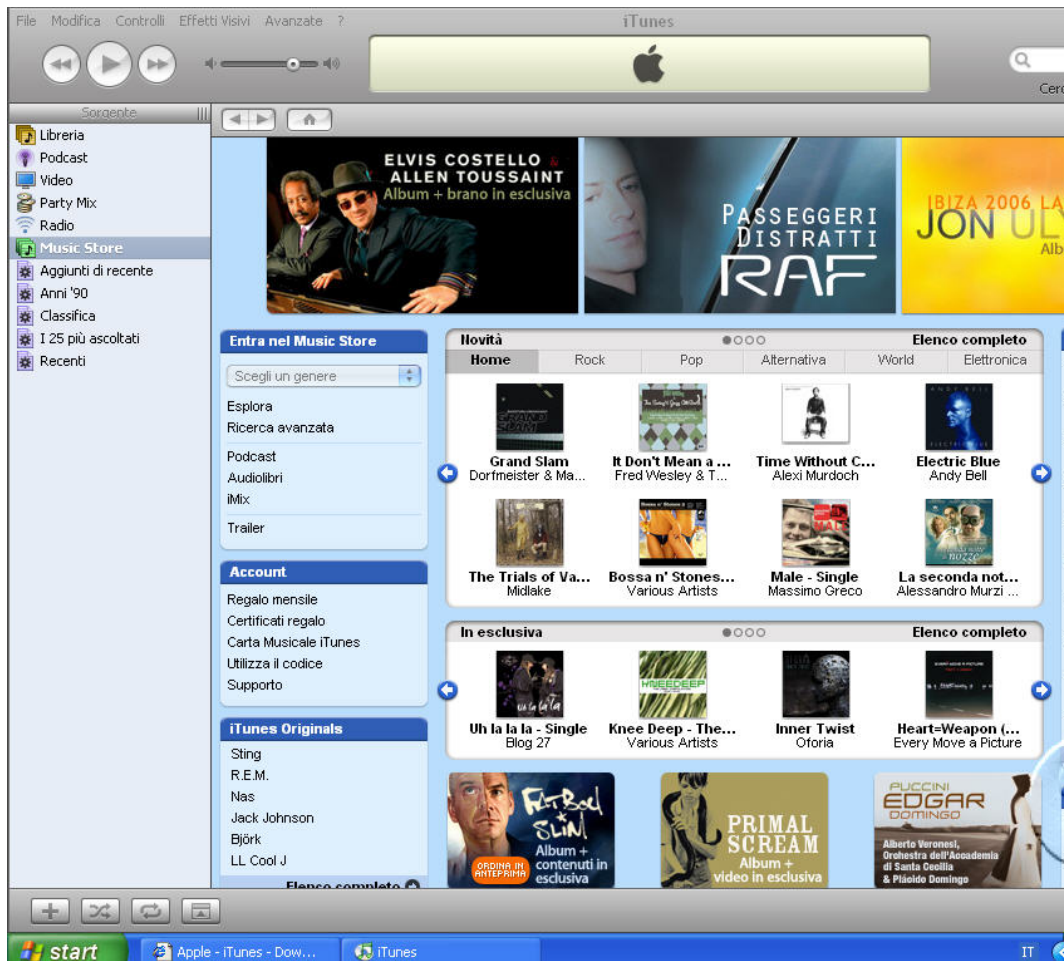 File Modifica Controlli Effetti Visivi Avanzate ?
iTunes
Sorgente
Libreria
Podcast
Video
Party Mix
Radio
Music Store
Aggiunti di recente
Anni '90
Classifica
I 25 più ascoltati
Recenti
ELVIS COSTELLO &
ALLEN TOUSSAINT
Album + brano in esclusiva
PASSEGGERI
DISTRATTI
RAF
IBIZA 2006 LA
JON UL
Entra nel Music Store
Scegli un genere
Esplora
Ricerca avanzata
Podcast
Audiolibri
iMix
Trailer
Account
Regalo mensile
Certificati regalo
Carta Musicale iTunes
Utilizza il codice
Supporto
iTunes Originals
Sting
R.E.M.
Nas
Jack Johnson
Björk
LL Cool J
Elenco completo
Novità Elenco completo
Home Rock Pop Alternativa World Elettronica
Grand Slam It Don't Mean a ... Time Without C... Electric Blue
Dorfmeister & Ma... Fred Wesley & T... Alexi Murdoch Andy Bell
The Trials of Va... Bossa n' Stones... Male - Single La seconda not...
Midlake Various Artists Massimo Greco Alessandro Murzi ...
In esclusiva Elenco completo
Uh la la la - Single Knee Deep - The... Inner Twist Heart=Weapon (...
Blog 27 Various Artists Oforia Every Move a Picture
FATBOY
SLIM
Album +
contenuti in
esclusiva
ORDINA IN
ANTEPRIMA
PRIMAL
SCREAM
Album +
video in esclusiva
PUCCINI
EDGAR
DOMINGO
Alberto Veronesi,
Orchestra dell'Accademia
di Santa Cecilia
& Plácido Domingo
start Apple - iTunes - Dow... iTunes IT